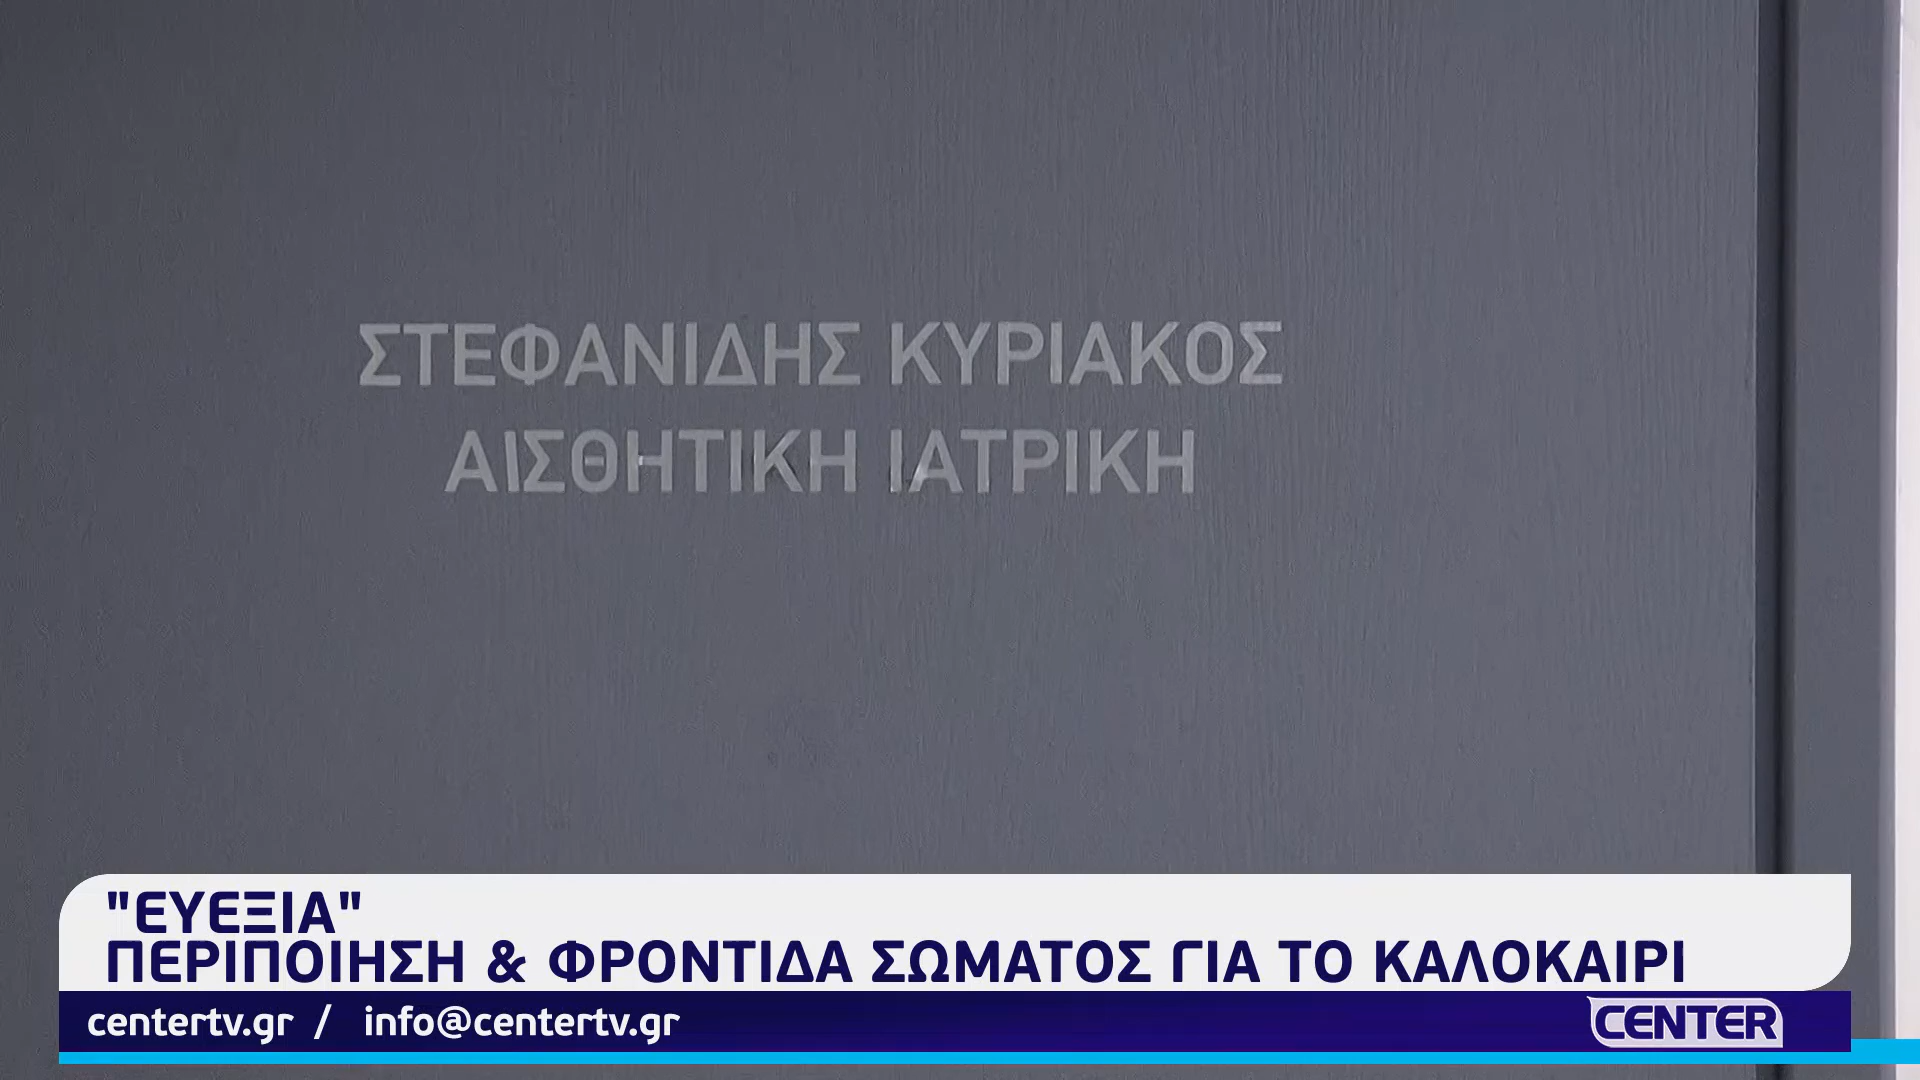 ΣΤΕΦΑΝΙΔΗΣ ΚΥΡΙΑΚΟΣ
ΑΙΣΘΗΤΙΚΗ ΙΑΤΡΙΚΗ
"ΕΥΕΞΙΑ"
ΠΕΡΙΠΟΙΗΣΗ & ΦΡΟΝΤΙΔΑ ΣΩΜΑΤΟΣ ΓΙΑ ΤΟ ΚΑΛΟΚΑΙΡΙ
centertv.gr / info@centertv.gr
CENTER